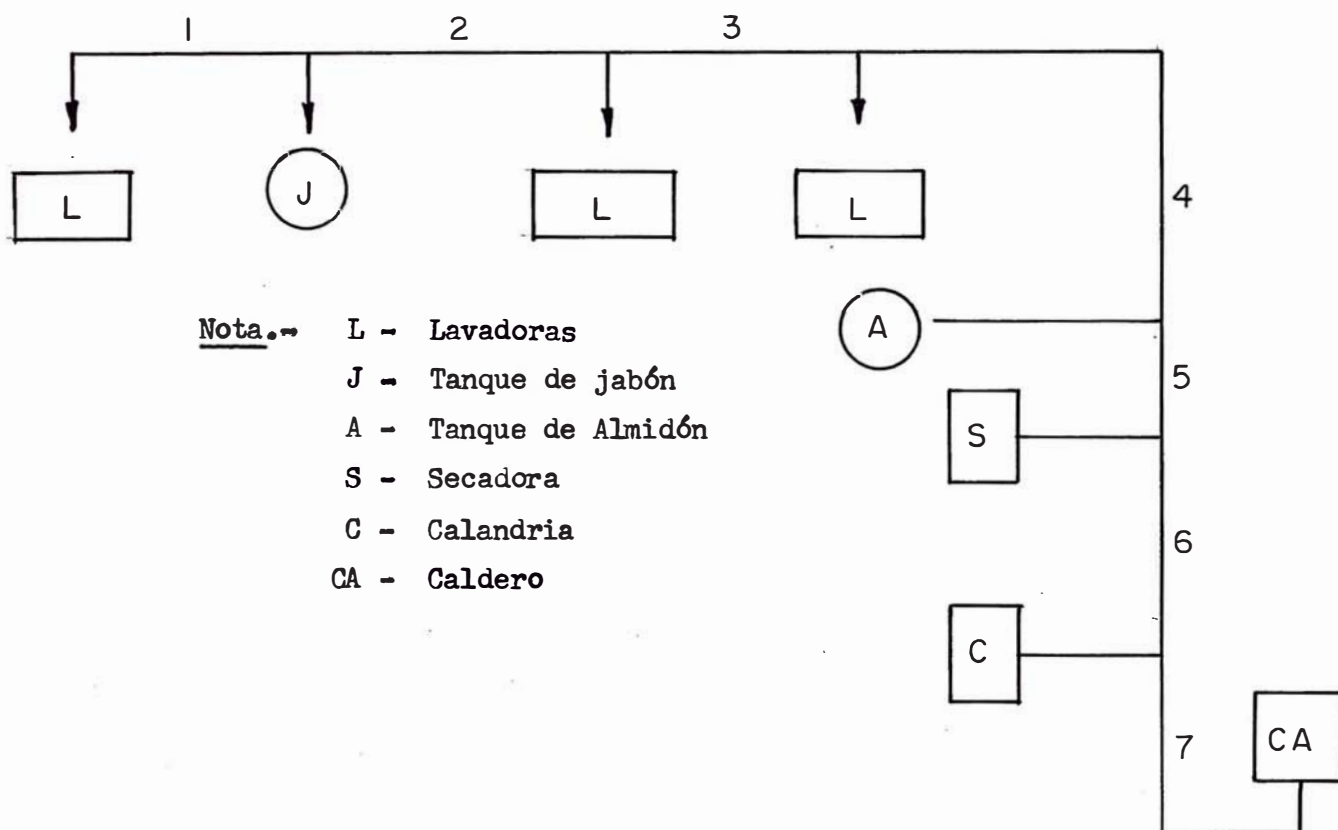 1 2 3
L J L L 4
A
Nota.- L - Lavadoras
J - Tanque de jabón 5
A - Tanque de Almidón S
S - Secadora
C - Calandria 6
CA - Caldero
C
7 CA